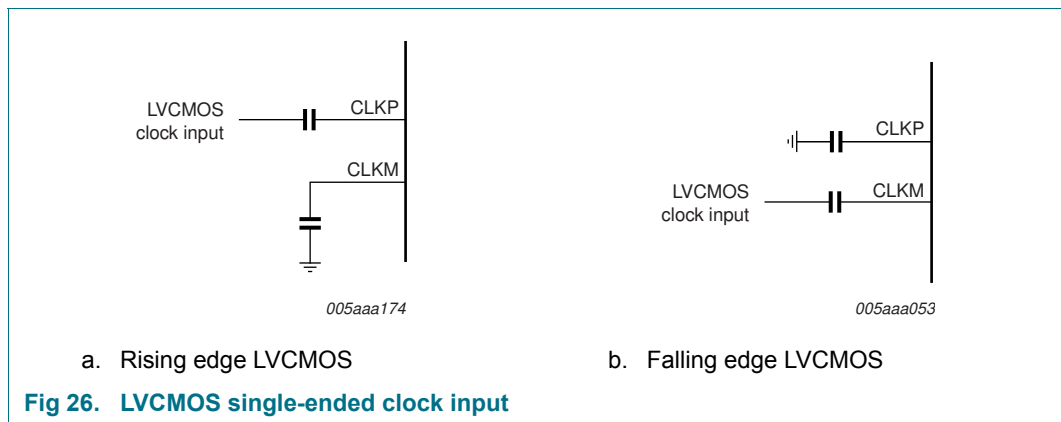 LVCMOS
clock input
CLKP
CLKM
005aaa174
a. Rising edge LVCMOS
CLKP
LVCMOS
clock input
CLKM
005aaa053
b. Falling edge LVCMOS
Fig 26. LVCMOS single-ended clock input